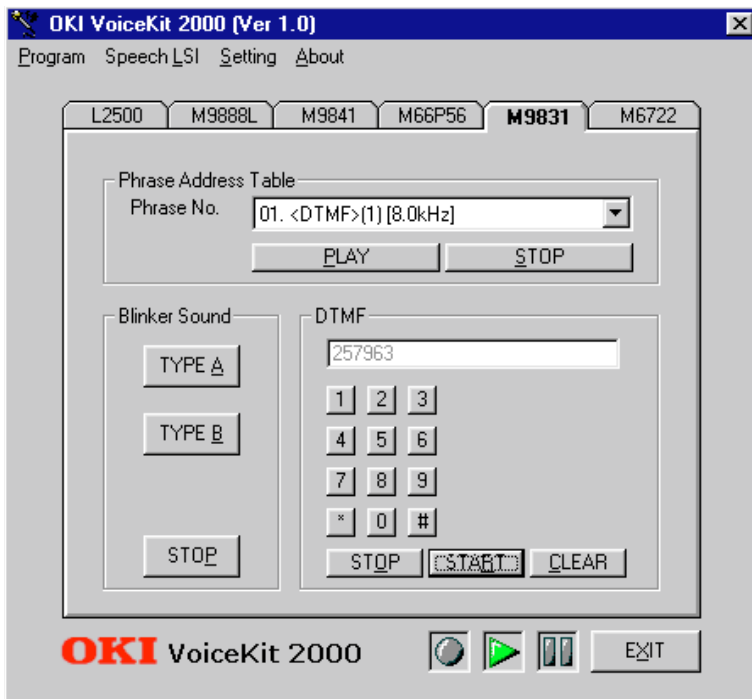 OKI VoiceKit 2000 (Ver 1.0)
Program Speech LSI Setting About
L2500 M9888L M9841 M66P56 M9831 M6722
Phrase Address Table
Phrase No. 01. <DTMF>(1) [8.0kHz]
PLAY STOP
Blinker Sound
TYPE A
TYPE B
STOP
DTMF
257963
1 2 3
4 5 6
7 8 9
* 0 #
STOP START CLEAR
OKI VoiceKit 2000
EXIT